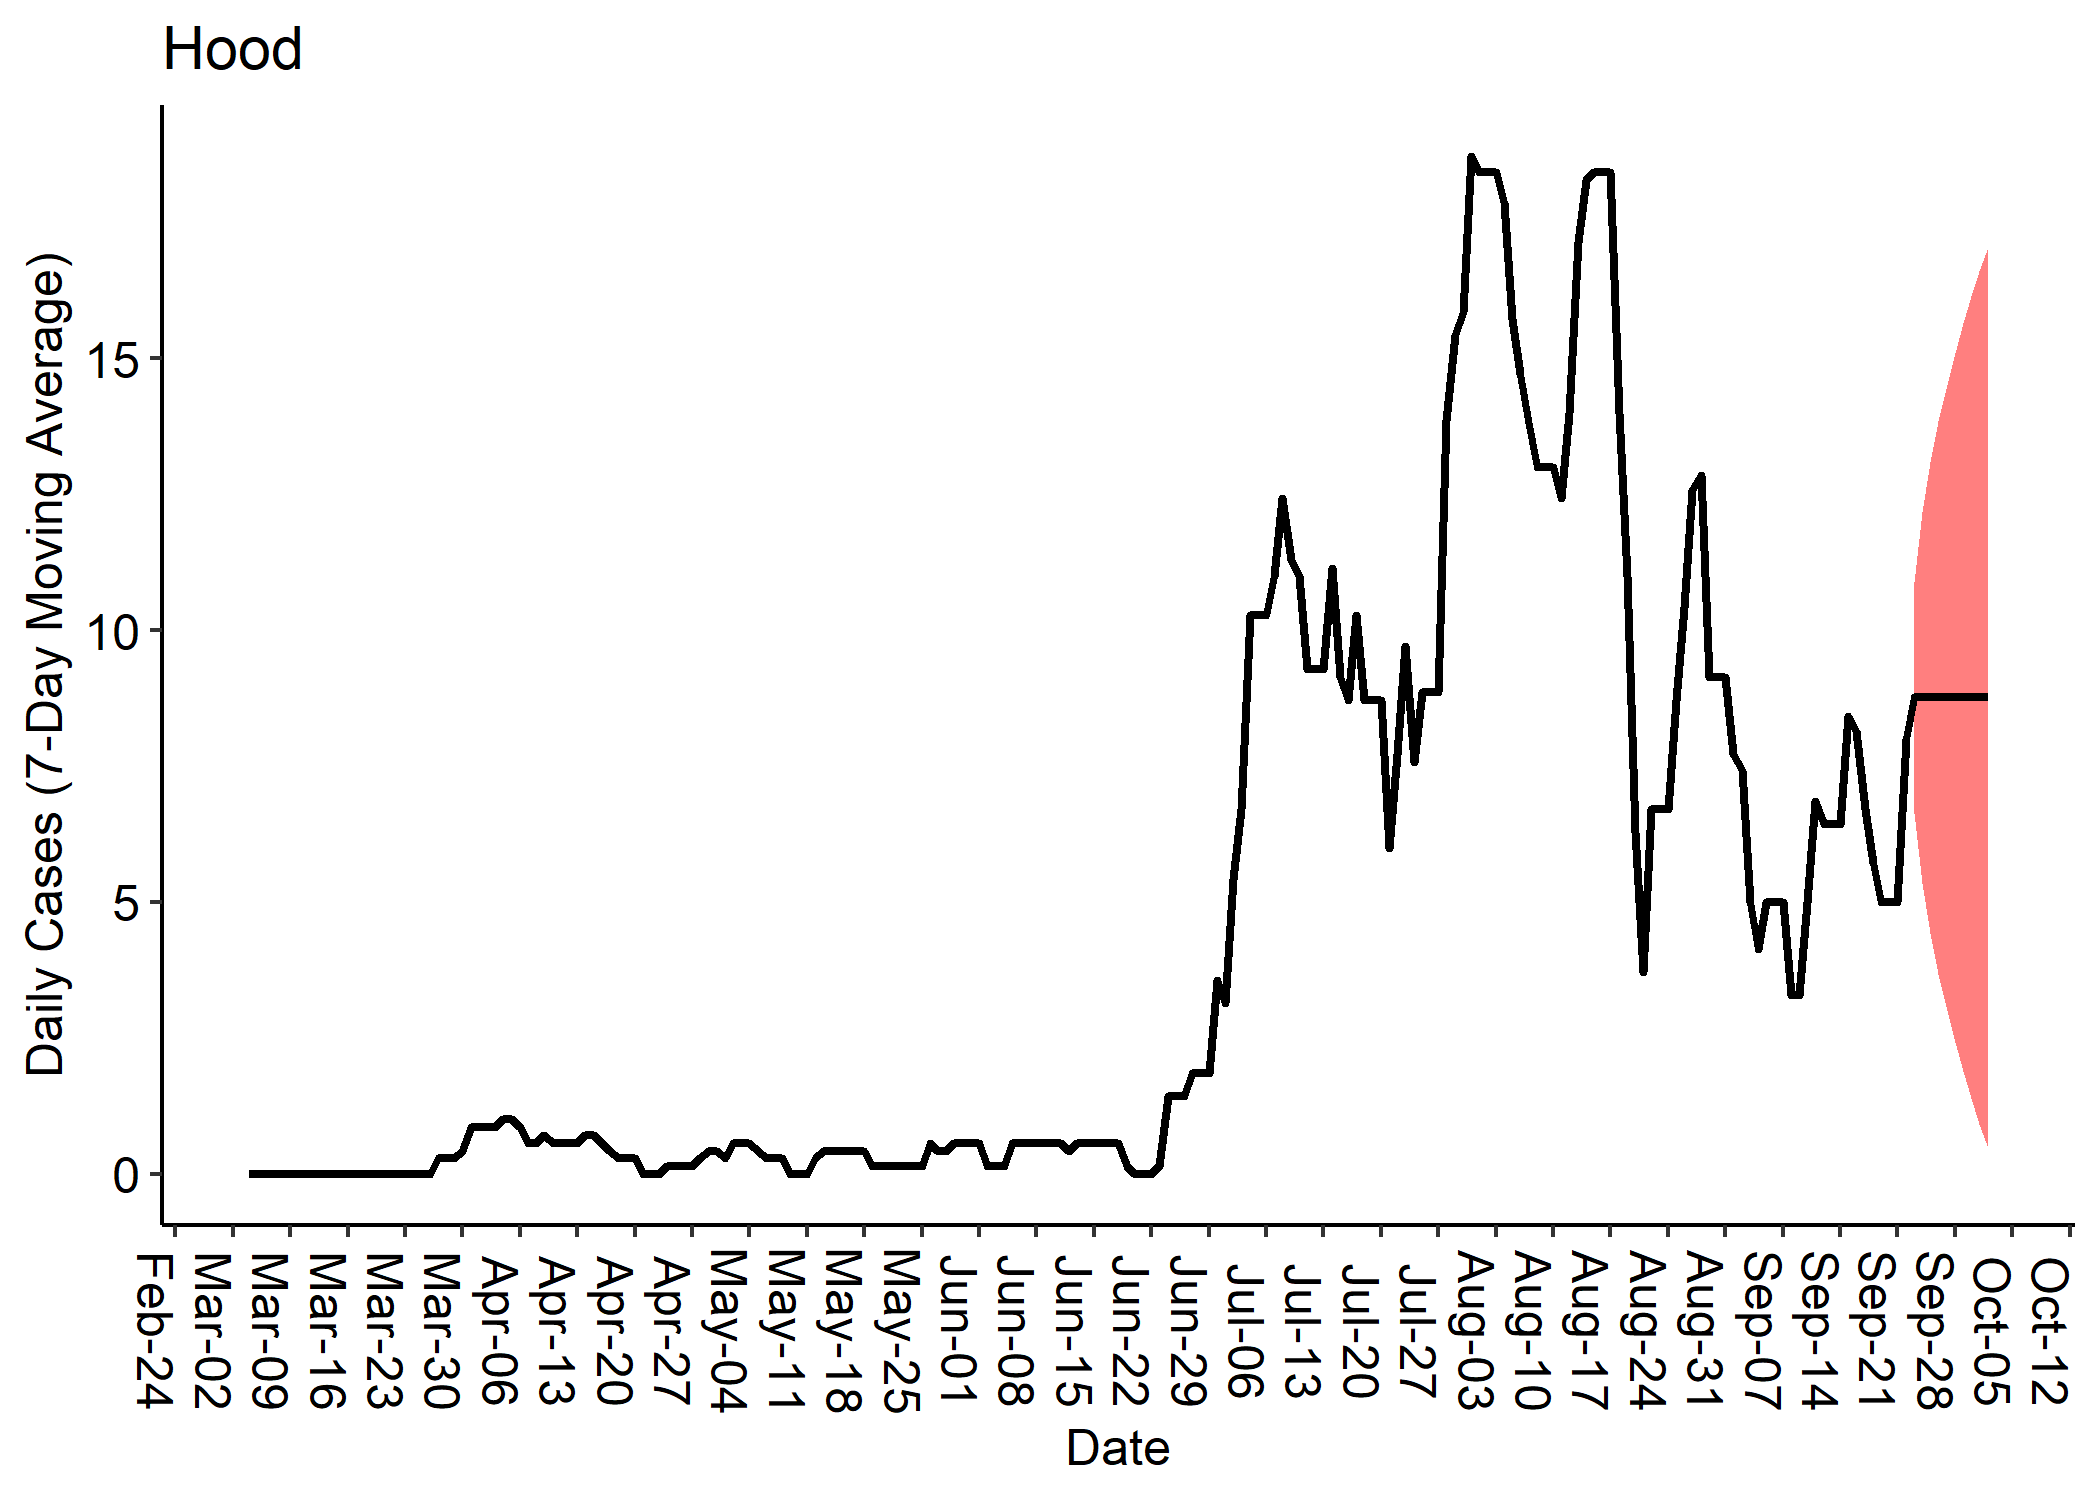 Hood
Daily Cases (7-Day Moving Average)
15
10
5
0
Feb-24
Mar-02
Mar-09
Mar-16
Mar-23
Mar-30
Apr-06
Apr-13
Apr-20
Apr-27
May-04
May-11
May-18
May-25
Jun-01
Jun-08
Jun-15
Jun-22
Jun-29
Jul-06
Jul-13
Jul-20
Jul-27
Aug-03
Aug-10
Aug-17
Aug-24
Aug-31
Sep-07
Sep-14
Sep-21
Sep-28
Oct-05
Oct-12
Date